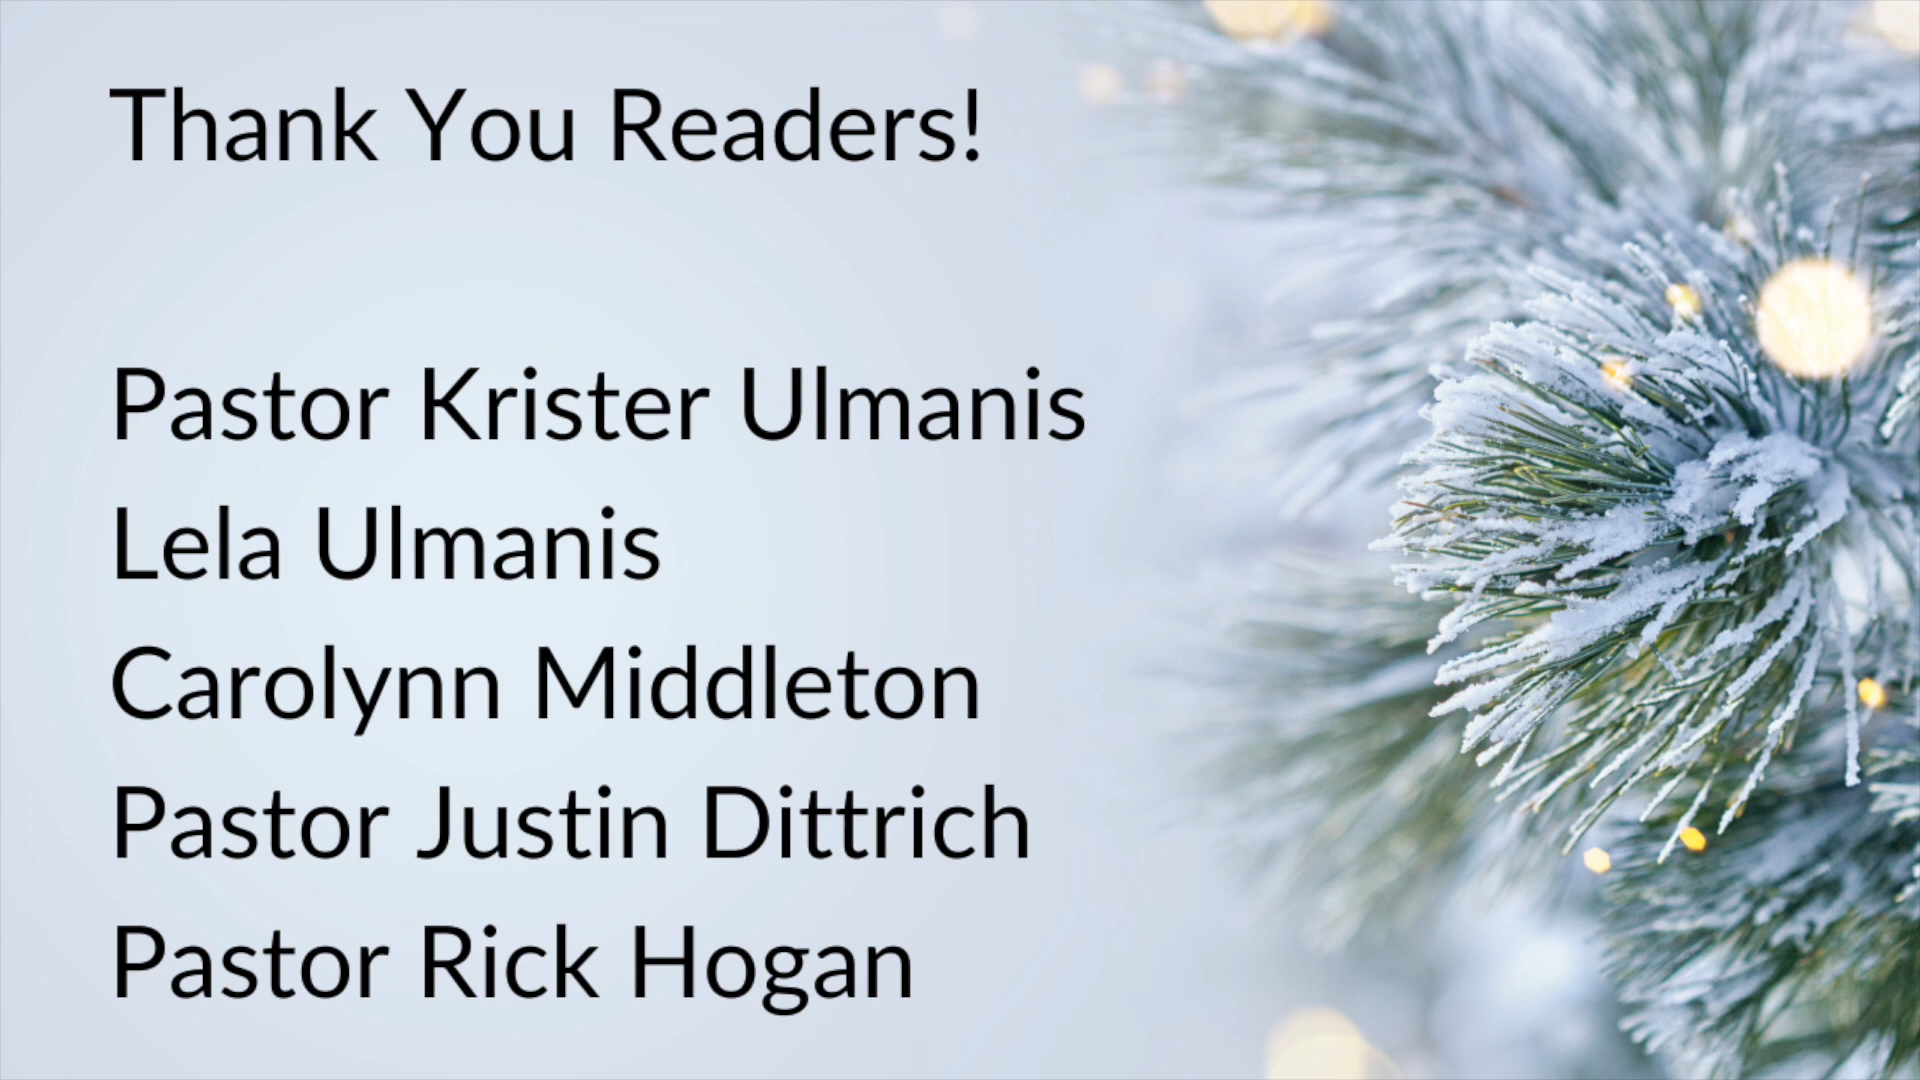 Thank You Readers!
Pastor Krister Ulmanis
Lela Ulmanis
Carolynn Middleton
Pastor Justin Dittrich
Pastor Rick Hogan